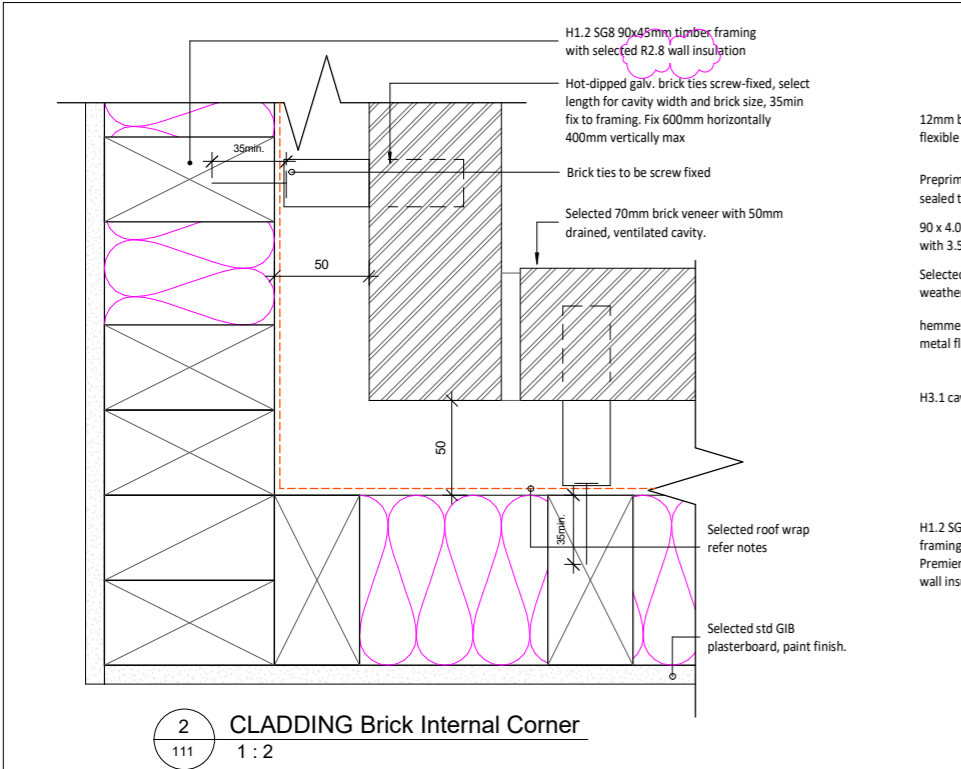 H1.2 SG8 90x45mm timber framing
with selected R2.8 wall insulation
Hot-dipped galv. brick ties screw-fixed, select
length for cavity width and brick size, 35min
fix to framing. Fix 600mm horizontally
400mm vertically max
Brick ties to be screw fixed
Selected 70mm brick veneer with 50mm
drained, ventilated cavity.
35min.
50
50
35min.
Selected roof wrap
refer notes
Selected std GIB
plasterboard, paint finish.
12mm b
flexible
Preprim
sealed t
90 x 4.0
with 3.5
Selected
weather
hemme
metal fl
H3.1 cav
H1.2 SG
framing
Premier
wall insu
2
111
CLADDING Brick Internal Corner
1 : 2